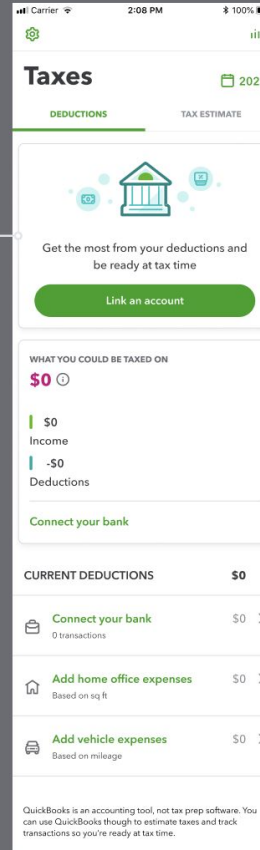 Carrier 2:08 PM 100%
Taxes
202
DEDUCTIONS TAX ESTIMATE
Get the most from your deductions and
be ready at tax time
Link an account
WHAT YOU COULD BE TAXED ON
$0
$0
Income
-$0
Deductions
Connect your bank
CURRENT DEDUCTIONS $0
Connect your bank $0
0 transactions
Add home office expenses $0
Based on sq ft
Add vehicle expenses $0
Based on mileage
QuickBooks is an accounting tool, not tax prep software. You
can use QuickBooks though to estimate taxes and track
transactions so you're ready at tax time.